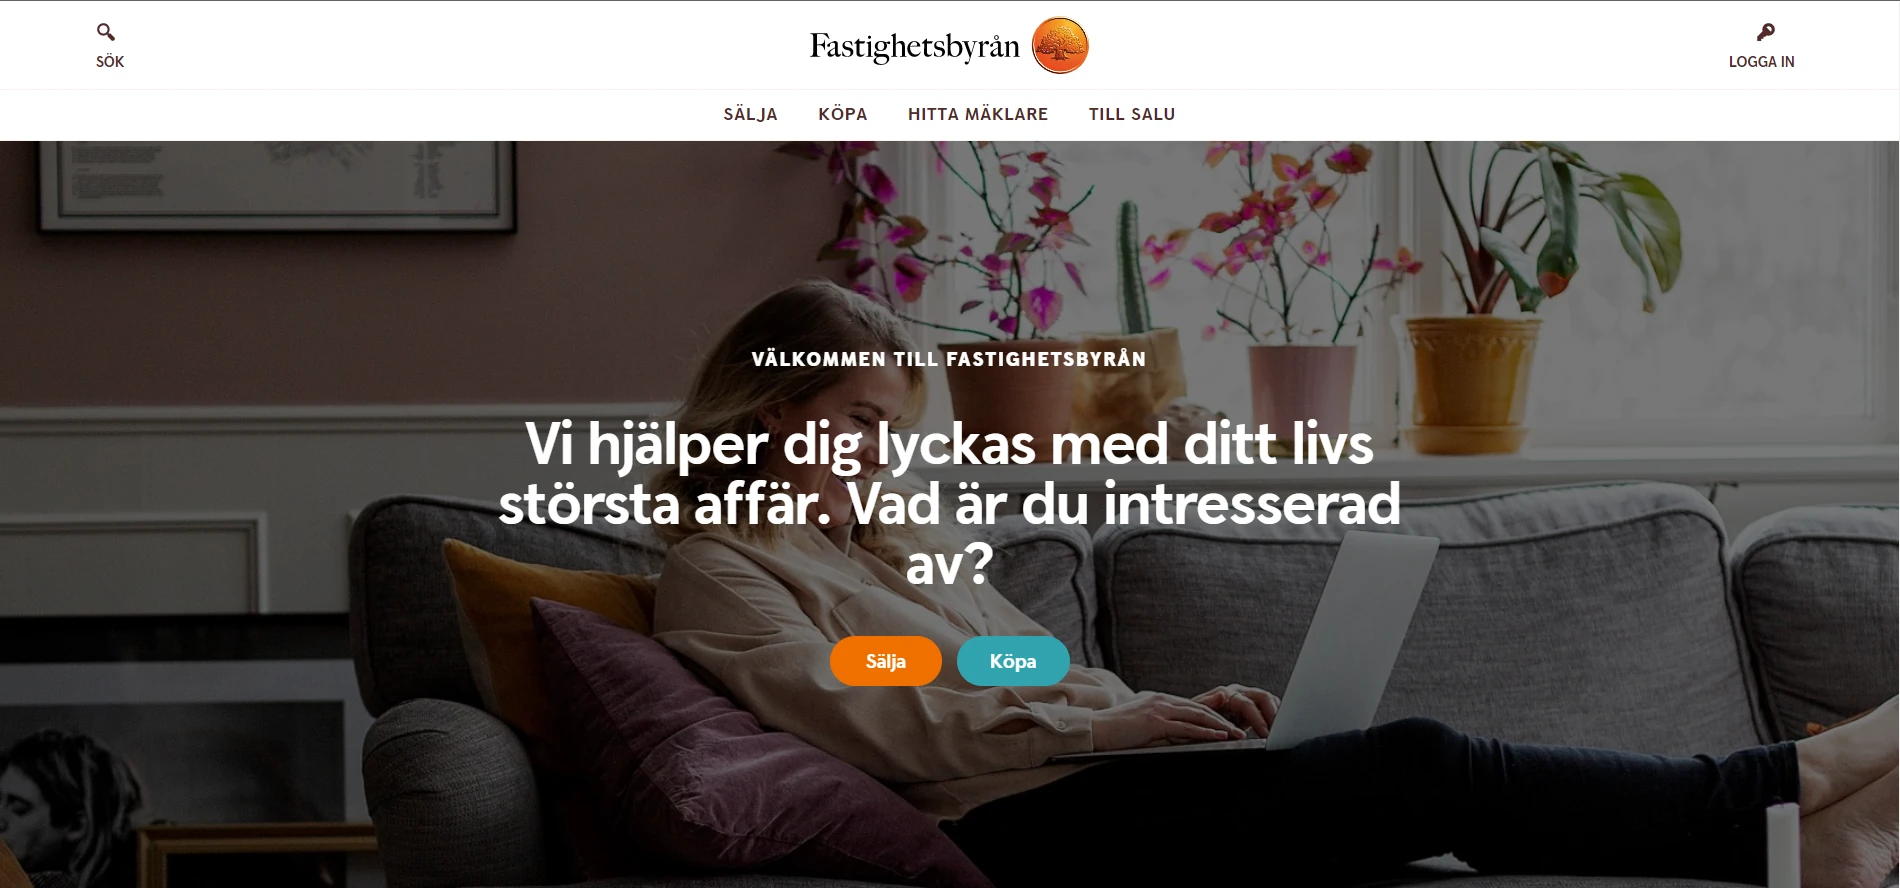 SÖK
Fastighetsbyrån
LOGGA IN
SÄLJA KÖPA HITTA MÄKLARE TILL SALU
VÄLKOMMEN TILL FASTIGHETSBYRÅN
Vi hjälper dig lyckas med ditt livs
största affär. Vad är du intresserad
av?
Sälja Köpa